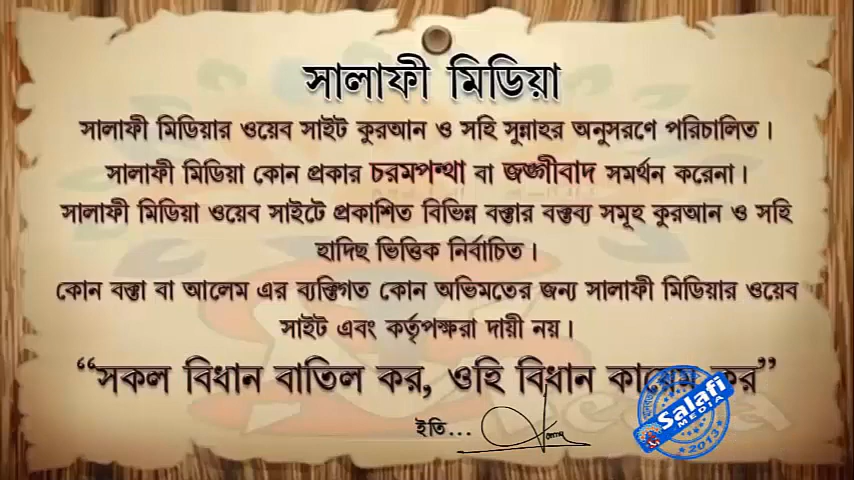 সালাফী মিডিয়া
সালাফী মিডিয়ার ওয়েব সাইট কুরআন ও সহি সুন্নাহর অনুসরণে পরিচালিত।
সালাফী মিডিয়া কোন প্রকার চরমপন্থা বা জঙ্গীবাদ সমর্থন করেনা।
সালাফী মিডিয়া ওয়েব সাইটে প্রকাশিত বিভিন্ন বক্তার বক্তব্য সমূহ কুরআন ও সহি
হাদিছ ভিত্তিক নির্বাচিত।
কোন বক্তা বা আলেম এর ব্যক্তিগত কোন অভিমতের জন্য সালাফী মিডিয়ার ওয়েব
সাইট এবং কর্তৃপক্ষরা দায়ী নয়।
“সকল বিধান বাতিল কর, ওহি বিধান কায়েম কর”
ইতি...
Salafi
MEDIA
2013